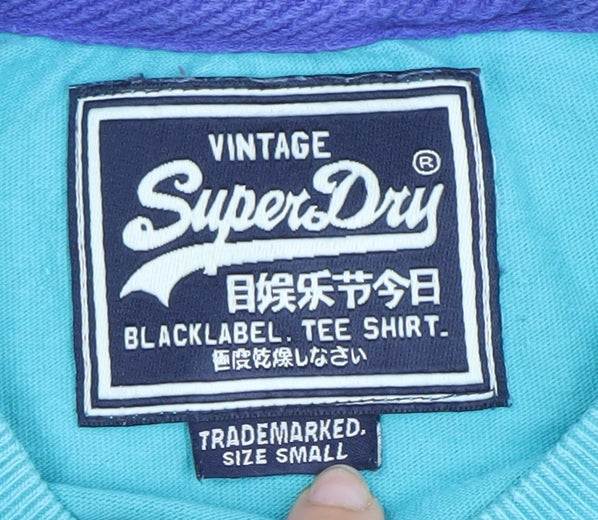 VINTAGE
SuperDry®
目娱乐节今日
BLACKLABEL. TEE SHIRT.
極度乾燥しなさい
TRADEMARKED.
SIZE SMALL